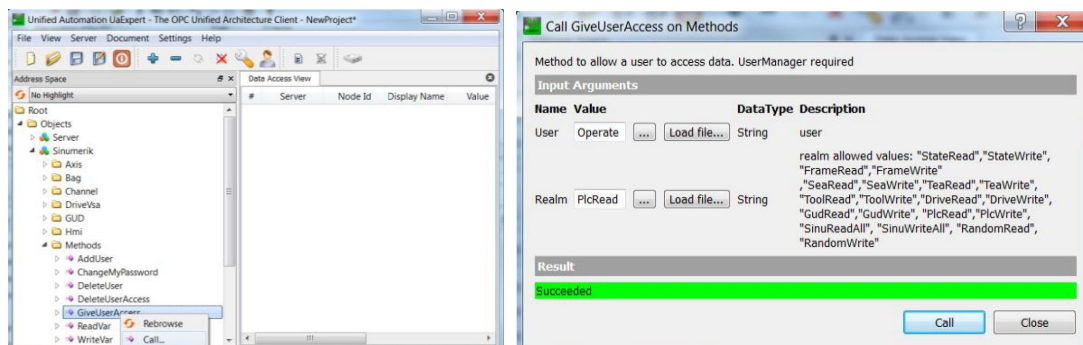 Unified Automation UaExpert - The OPC Unified Architecture Client - NewProject*
File View Server Document Settings Help
Address Space
Data Access View
No Highlight
# Server Node Id Display Name Value
Root
Objects
Server
Sinumerik
Axis
Bag
Channel
DriveVsa
GUD
Hmi
Methods
AddUser
ChangeMyPassword
DeleteUser
DeleteUserAccess
GiveUserAccess
ReadVar
Rebrowse
WriteVar
Call...
Call GiveUserAccess on Methods
Method to allow a user to access data. UserManager required
Input Arguments
Name Value DataType Description
User Operate ... Load file... String user
realm allowed values: "StateRead","StateWrite",
"FrameRead","FrameWrite"
,"SeaRead","SeaWrite","TeaRead","TeaWrite",
Realm PlcRead ... Load file... String "ToolRead","ToolWrite","DriveRead","DriveWrite",
"GudRead","GudWrite", "PlcRead","PlcWrite",
"SinuReadAll", "SinuWriteAll", "RandomRead",
"RandomWrite"
Result
Succeeded
Call Close